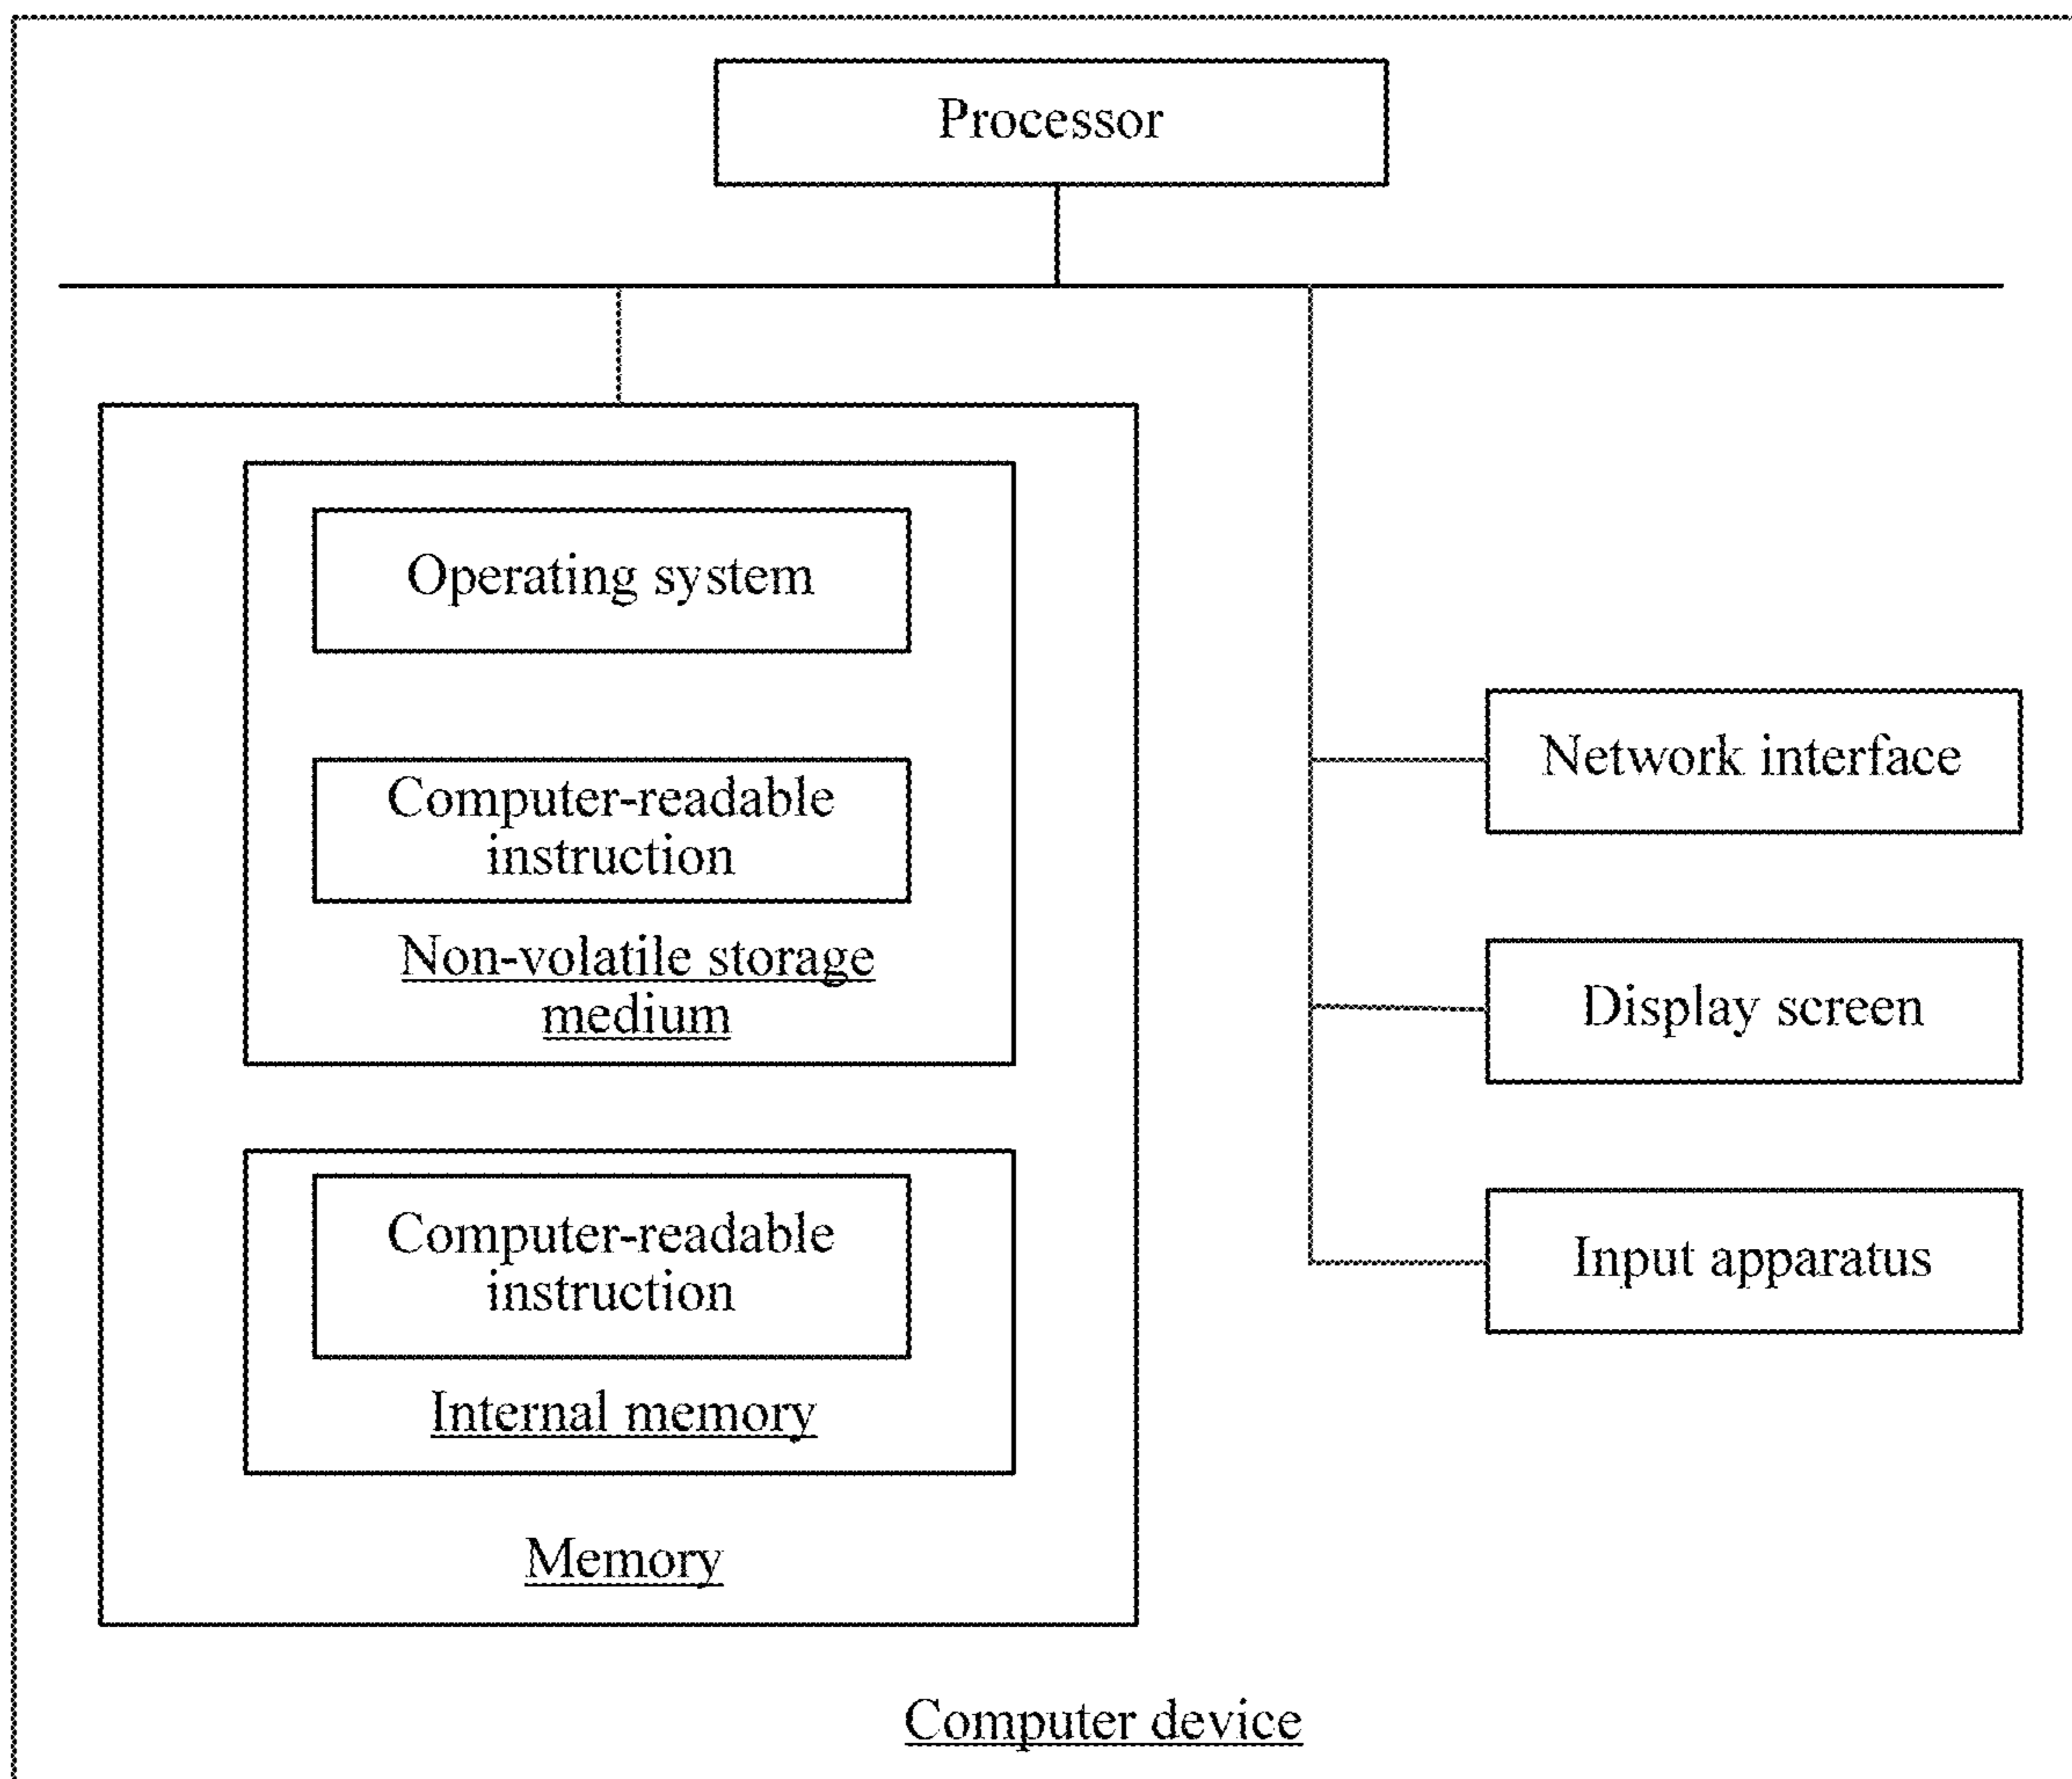 Processor
Operating system
Computer-readable
instruction
Non-volatile storage
medium
Computer-readable
instruction
Internal memory
Memory
Network interface
Display screen
Input apparatus
Computer device